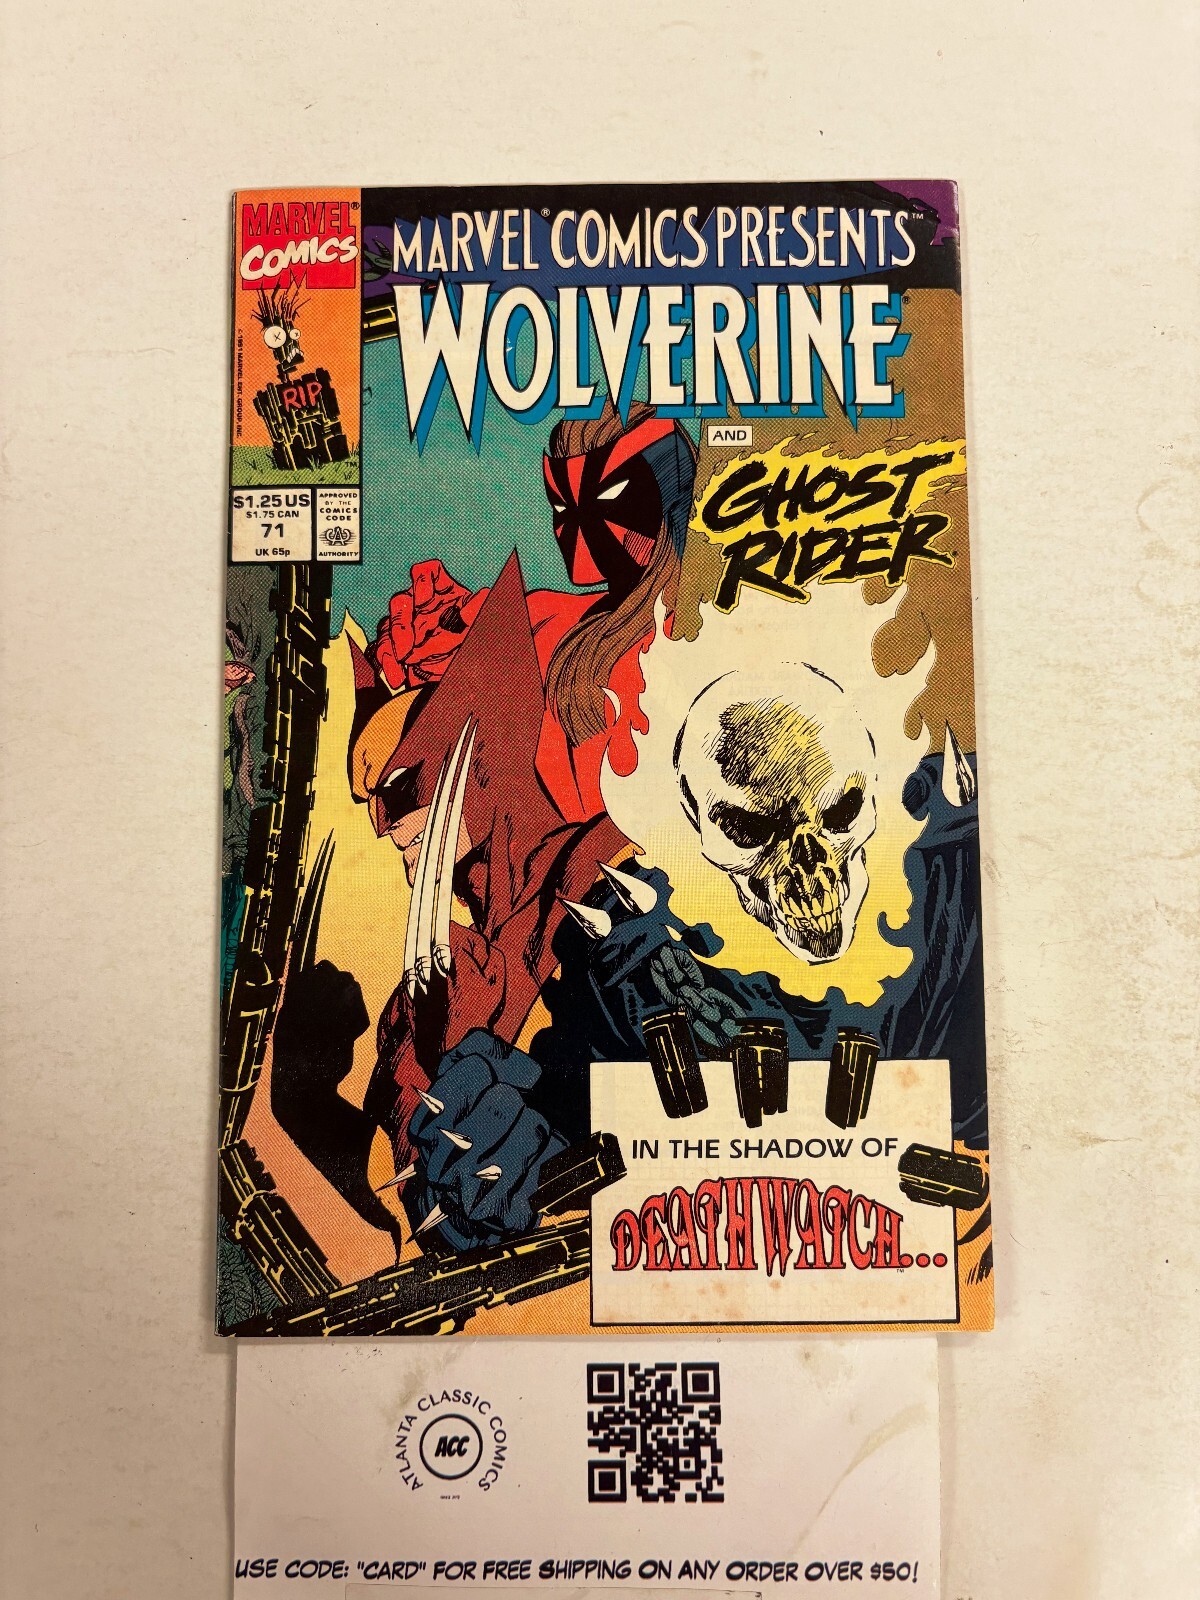 MARVEL®
COMICS
MARVEL® COMICS PRESENTS™
WOLVERINE®
AND
GHOST
RIDER
RIP
$1.25 US
$1.75 CAN
71
UK 65p
APPROVED
BY THE
COMICS
CODE
AUTHORITY
IN THE SHADOW OF
DEATHWATCH...™
ATLANTA CLASSIC COMICS
ACC
USE CODE: "CARD" FOR FREE SHIPPING ON ANY ORDER OVER $50!